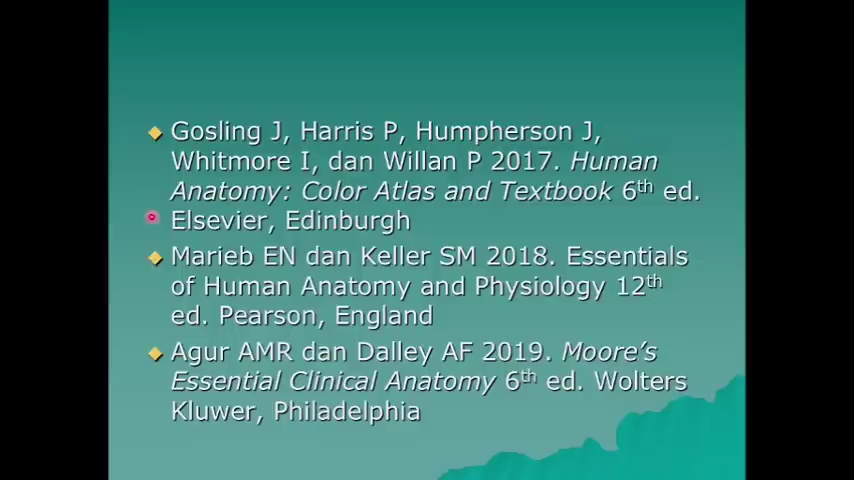 Gosling J, Harris P, Humpherson J,
Whitmore I, dan Willan P 2017. Human
Anatomy: Color Atlas and Textbook 6th ed.
Elsevier, Edinburgh
Marieb EN dan Keller SM 2018. Essentials
of Human Anatomy and Physiology 12th
ed. Pearson, England
Agur AMR dan Dalley AF 2019. Moore's
Essential Clinical Anatomy 6th ed. Wolters
Kluwer, Philadelphia